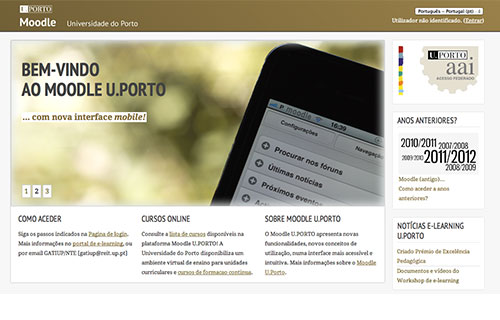 U.PORTO
Moodle Universidade do Porto
Português - Portugal (pt)
Utilizador não identificado. (Entrar)
BEM-VINDO
AO MOODLE U.PORTO
... com nova interface mobile!
1 2 3
moodle 16:39
Configurações
Navegação
Procurar nos fóruns
Últimas notícias
Próximos eventos
COMO ACEDER
Siga os passos indicados na Pagina de login.
Mais informações no portal de e-learning, ou
por email GATIUP/NTE {gatiup@reit.up.pt}
CURSOS ONLINE
Consulte a lista de cursos disponíveis na
plataforma Moodle U.PORTO! A
Universidade do Porto disponibiliza um
ambiente virtual de ensino para unidades
curriculares e cursos de formacao contínua.
SOBRE MOODLE U.PORTO
O Moodle U.PORTO apresenta novas
funcionalidades, novos conceitos de
utilização, numa interface mais acessível e
intuitiva. Mais informações sobre o Moodle
U.Porto.
U.PORTO
aai
ACESSO FEDERADO
ANOS ANTERIORES?
2010/2011 2007/2008
2009/2010 2011/2012
2008/2009
Moodle (antigo)...
Como aceder a anos
anteriores?
NOTÍCIAS E-LEARNING
U.PORTO
Criado Prémio de Excelência
Pedagógica
Documentos e vídeos do
Workshop de e-learning